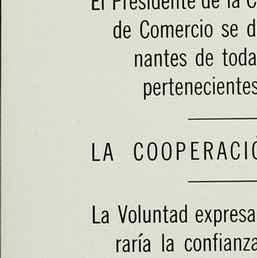 El Presidente de la C
de Comercio se d
nantes de toda
pertenecientes
LA COOPERACIÓ
La Voluntad expresa
raría la confianza